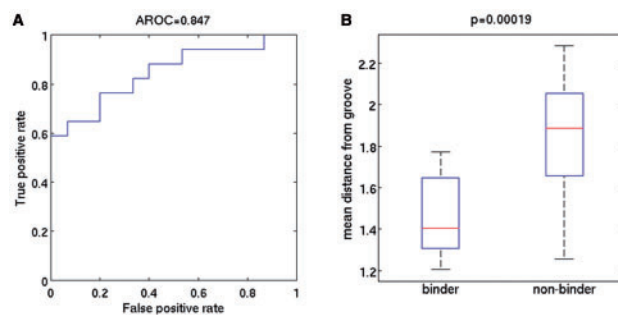 A
AROC=0.847
True positive rate
1
0.8
0.6
0.4
0.2
0
0
0.2
0.4
0.6
0.8
1
False positive rate
B
p=0.00019
mean distance from groove
2.2
2
1.8
1.6
1.4
1.2
binder
non-binder